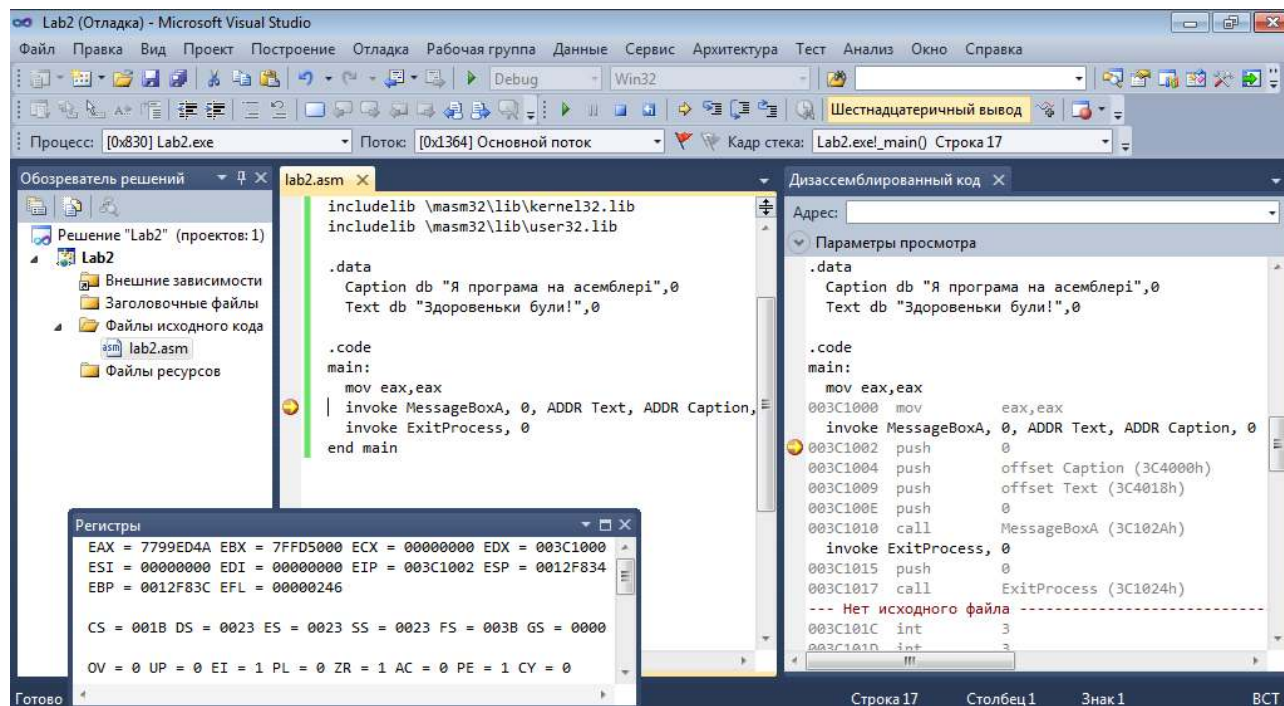 Lab2 (Отладка) - Microsoft Visual Studio
Файл Правка Вид Проект Построение Отладка Рабочая группа Данные Сервис Архитектура Тест Анализ Окно Справка
Debug Win32
Шестнадцатеричный вывод
Процесс: [0x830] Lab2.exe Поток: [0x1364] Основной поток Кадр стека: Lab2.exe!_main() Строка 17
Обозреватель решений
Решение "Lab2" (проектов: 1)
Lab2
Внешние зависимости
Заголовочные файлы
Файлы исходного кода
lab2.asm
Файлы ресурсов
lab2.asm
includelib \masm32\lib\kernel32.lib
includelib \masm32\lib\user32.lib
.data
Caption db "Я програма на асемблері",0
Text db "Здоровеньки були!",0
.code
main:
mov eax,eax
invoke MessageBoxA, 0, ADDR Text, ADDR Caption,
invoke ExitProcess, 0
end main
Дизассемблированный код
Адрес:
Параметры просмотра
.data
Caption db "Я програма на асемблері",0
Text db "Здоровеньки були!",0
.code
main:
mov eax,eax
003C1000 mov eax,eax
invoke MessageBoxA, 0, ADDR Text, ADDR Caption, 0
003C1002 push 0
003C1004 push offset Caption (3C4000h)
003C1009 push offset Text (3C4018h)
003C100E push 0
003C1010 call MessageBoxA (3C102Ah)
invoke ExitProcess, 0
003C1015 push 0
003C1017 call ExitProcess (3C1024h)
--- Нет исходного файла ---------------------------
003C101C int 3
003C101D int 3
Регистры
EAX = 7799ED4A EBX = 7FFD5000 ECX = 00000000 EDX = 003C1000
ESI = 00000000 EDI = 00000000 EIP = 003C1002 ESP = 0012F834
EBP = 0012F83C EFL = 00000246
CS = 001B DS = 0023 ES = 0023 SS = 0023 FS = 003B GS = 0000
OV = 0 UP = 0 EI = 1 PL = 0 ZR = 1 AC = 0 PE = 1 CY = 0
Готово Строка 17 Столбец 1 Знак 1 ВСТ